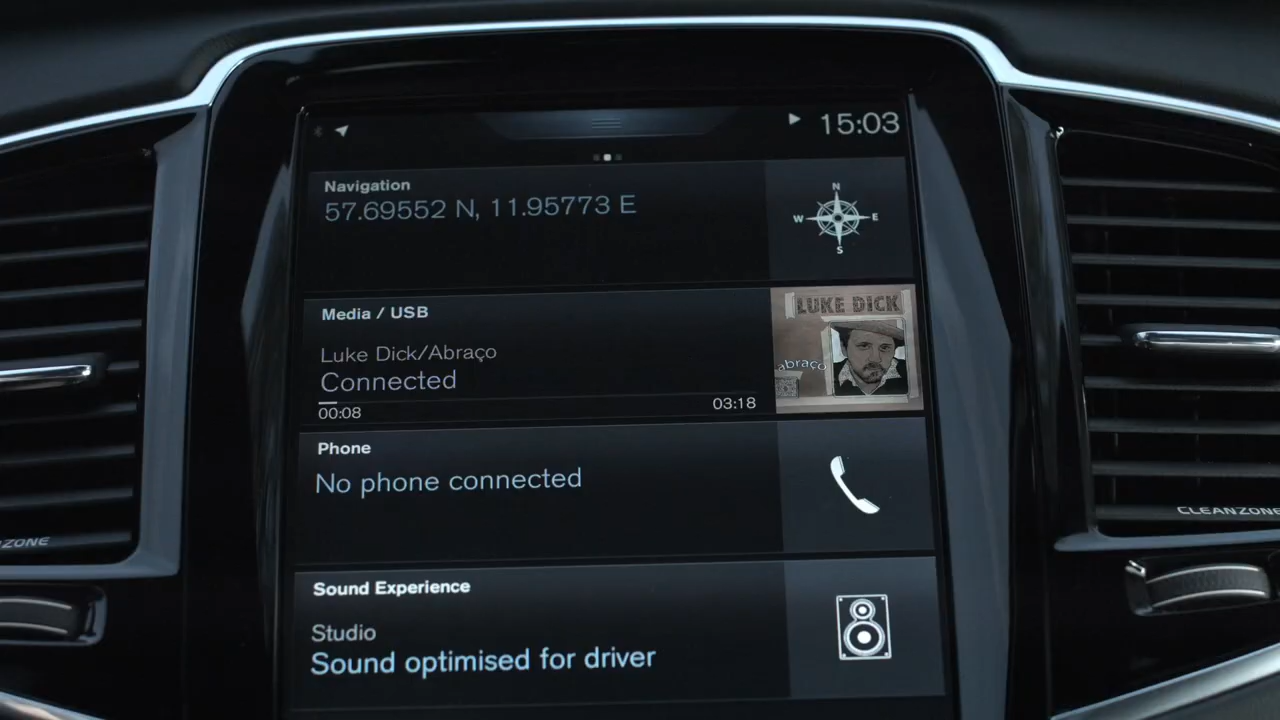 15:03
Navigation
57.69552 N, 11.95773 E
N
W E
S
Media / USB
LUKE DICK
Luke Dick/Abraço
abraço
Connected
00:08 03:18
Phone
No phone connected
CLEANZONE
ZONE
Sound Experience
Studio
Sound optimised for driver